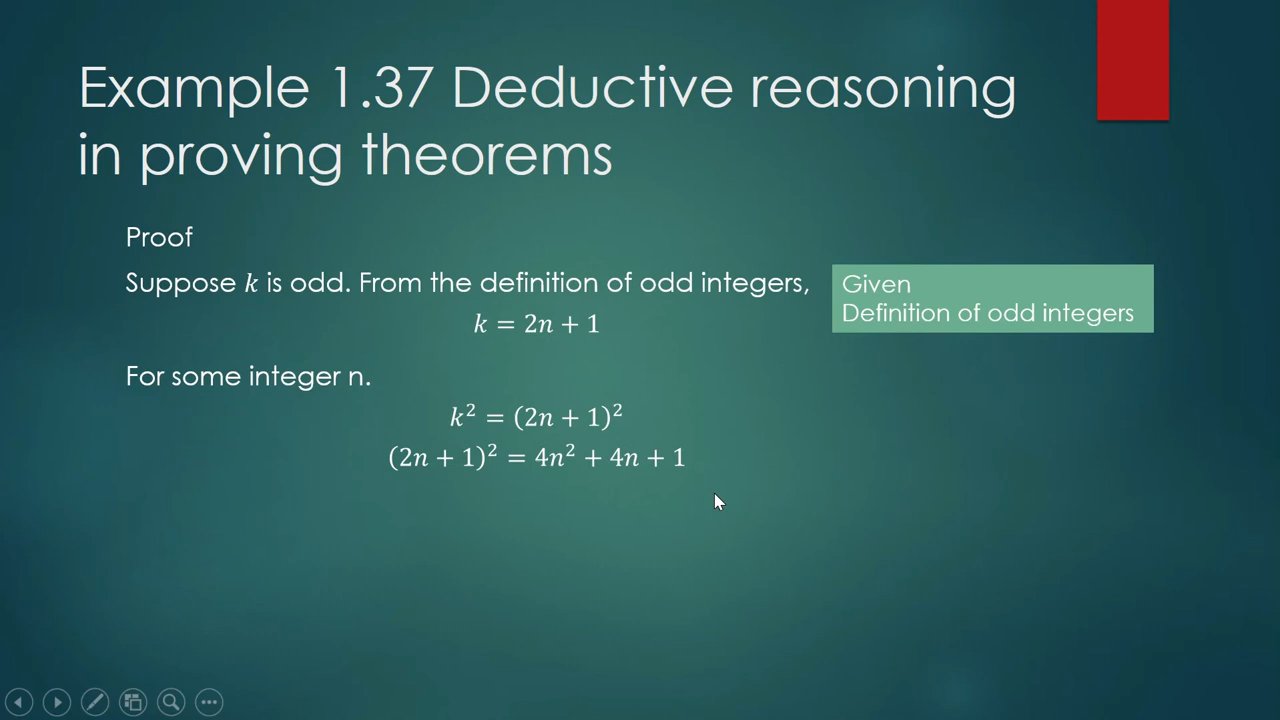 Example 1.37 Deductive reasoning
in proving theorems
Proof
Suppose 𝑘 is odd. From the definition of odd integers,
𝑘 = 2𝑛 + 1
Given
Definition of odd integers
For some integer n.
𝑘² = (2𝑛 + 1)²
(2𝑛 + 1)² = 4𝑛² + 4𝑛 + 1